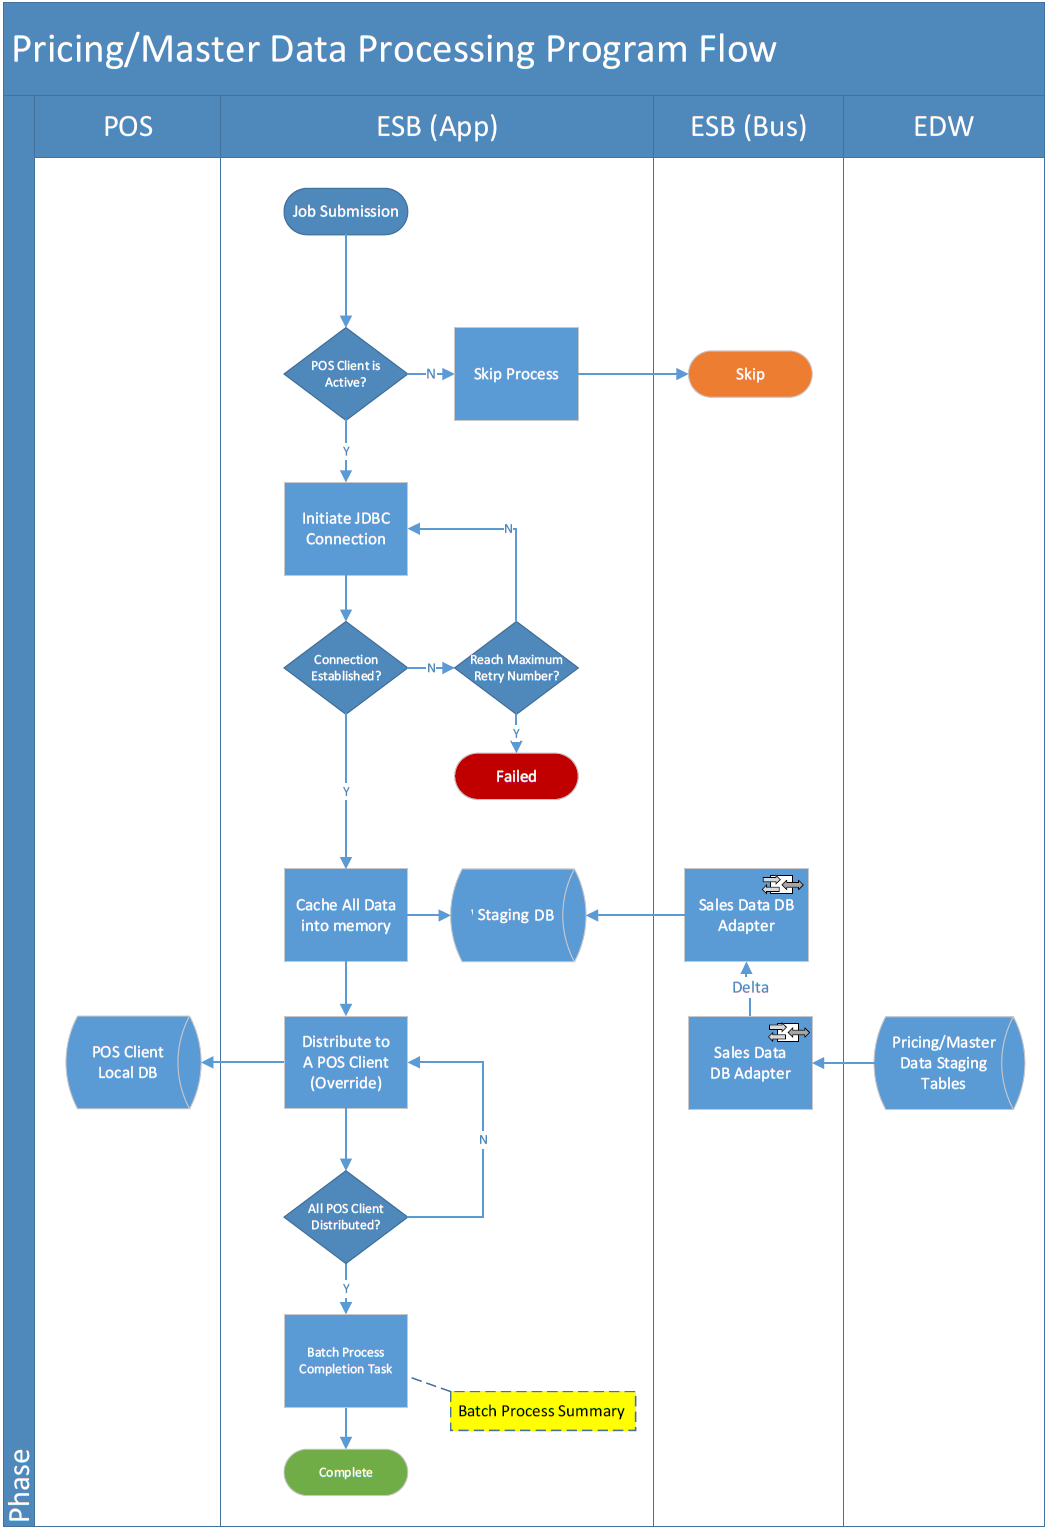 Pricing/Master Data Processing Program Flow
POS
ESB (App)
ESB (Bus)
EDW
Job Submission
POS Client is
Active?
N
Skip Process
Skip
Y
Initiate JDBC
Connection
N
Connection
Established?
N
Reach Maximum
Retry Number?
Y
Failed
Y
Cache All Data
into memory
Staging DB
Sales Data DB
Adapter
Delta
POS Client
Local DB
Distribute to
A POS Client
(Override)
Sales Data
DB Adapter
Pricing/Master
Data Staging
Tables
N
All POS Client
Distributed?
Y
Batch Process
Completion Task
Batch Process Summary
Complete
Phase